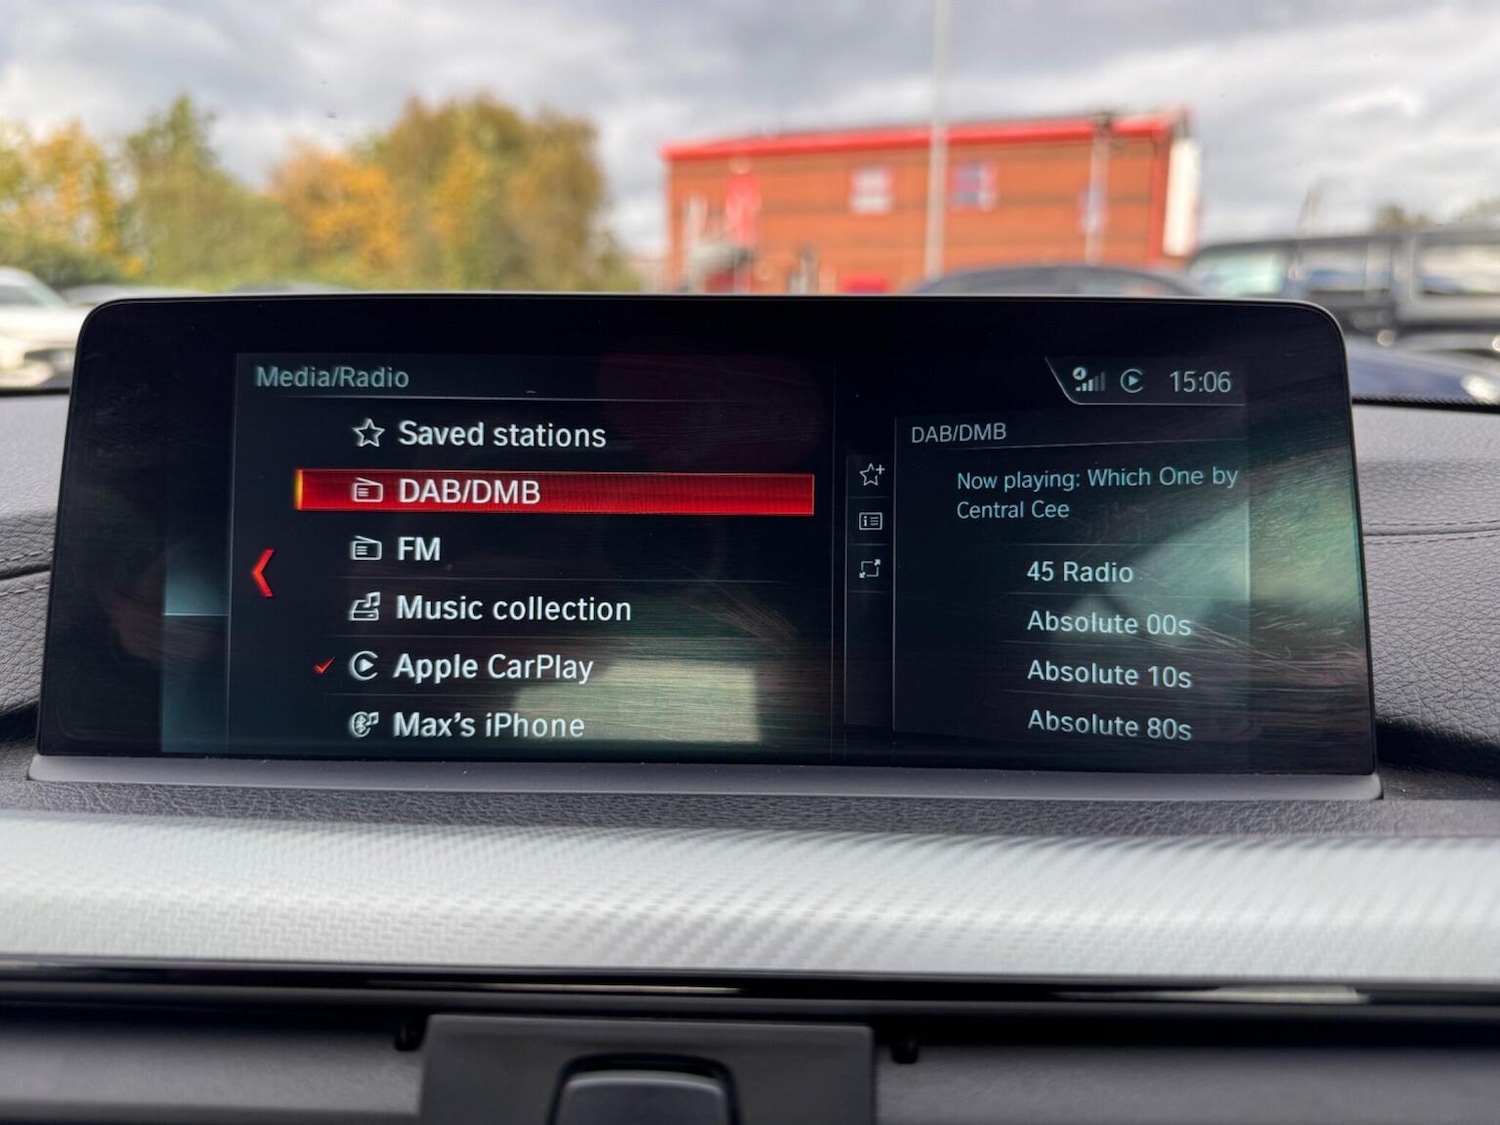 Media/Radio
15:06
Saved stations
DAB/DMB
FM
Music collection
Apple CarPlay
Max's iPhone
DAB/DMB
Now playing: Which One by
Central Cee
45 Radio
Absolute 00s
Absolute 10s
Absolute 80s